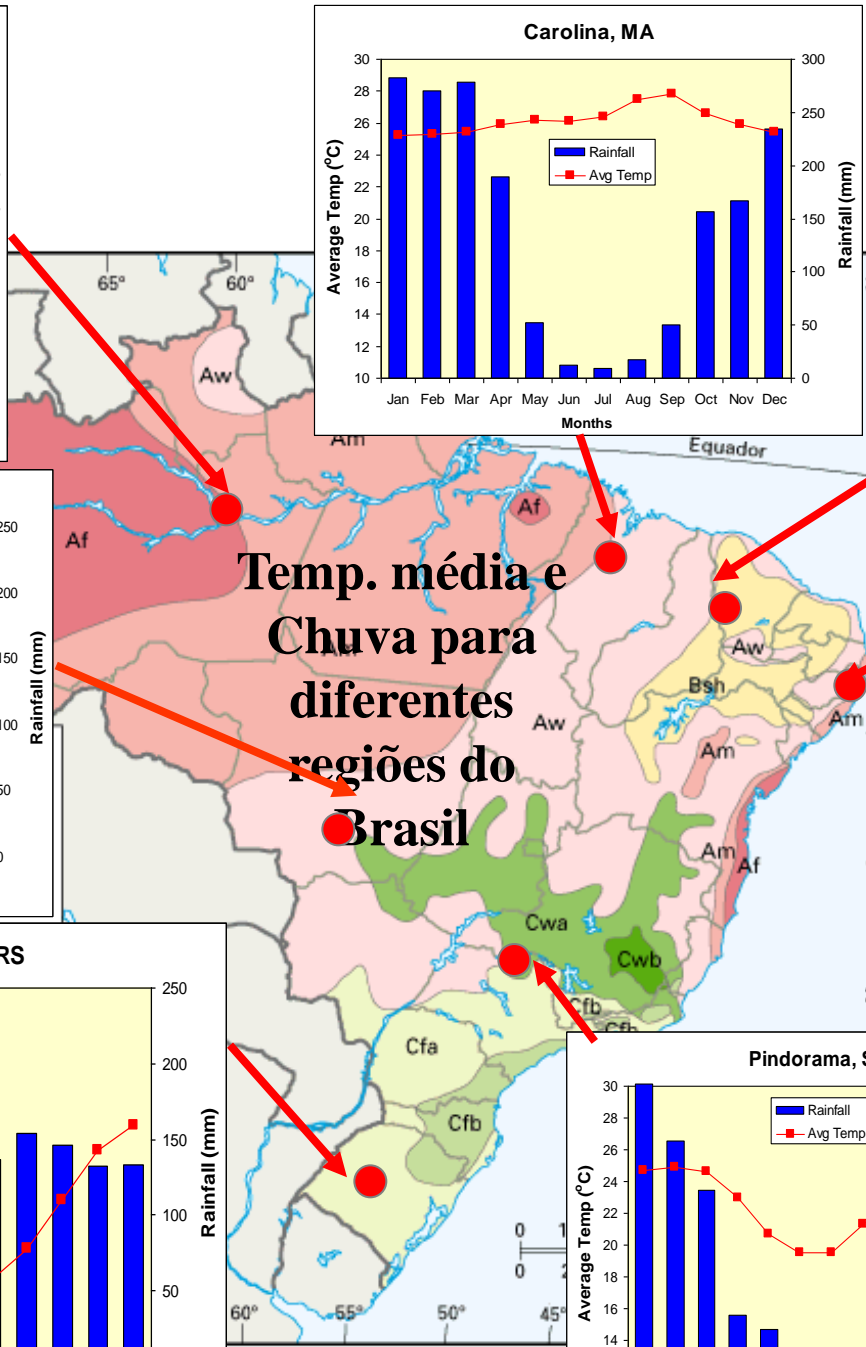 Carolina, MA
30
28
26
24
22
20
18
16
14
12
10
Average Temp (°C)
300
250
200
150
100
50
0
Rainfall (mm)
Rainfall
Avg Temp
Jan Feb Mar Apr May Jun Jul Aug Sep Oct Nov Dec
Months
65° 60°
Aw
Am
Equador
Af
Af
Temp. média e
Chuva para
diferentes
regiões do
Brasil
Am
Aw
Bsh
Aw
Am
Am
Am
Af
Cwa
Cwb
Cfb
Cfb
Cfa
Cfb
250
200
150
100
50
0
Rainfall (mm)
RS
250
200
150
100
50
Rainfall (mm)
60° 55° 50° 45°
0
0
Pindorama, S
30
28
26
24
22
20
18
16
14
Average Temp (°C)
Rainfall
Avg Temp